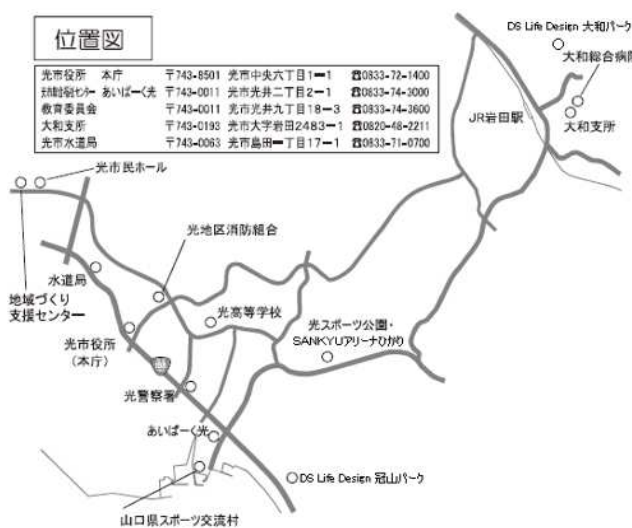 位置図
DS Life Design 大和パーク
大和総合病院
光市役所 本庁 〒743-8501 光市中央六丁目1ー1 ☎0833-72-1400
あいぱーく光 〒743-0011 光市光井二丁目2ー1 ☎0833-74-3000
教育委員会 〒743-0011 光市光井九丁目18ー3 ☎0833-74-3600
大和支所 〒743-0193 光市大字岩田2483ー1 ☎0820-48-2211
光市水道局 〒743-0063 光市島田一丁目17ー1 ☎0833-71-0700
JR岩田駅
大和支所
光市民ホール
光地区消防組合
水道局
地域づくり
支援センター
光高等学校
光スポーツ公園・
SANKYUアリーナひかり
光市役所
(本庁)
光警察署
あいぱーく光
DS Life Design 冠山パーク
山口県スポーツ交流村